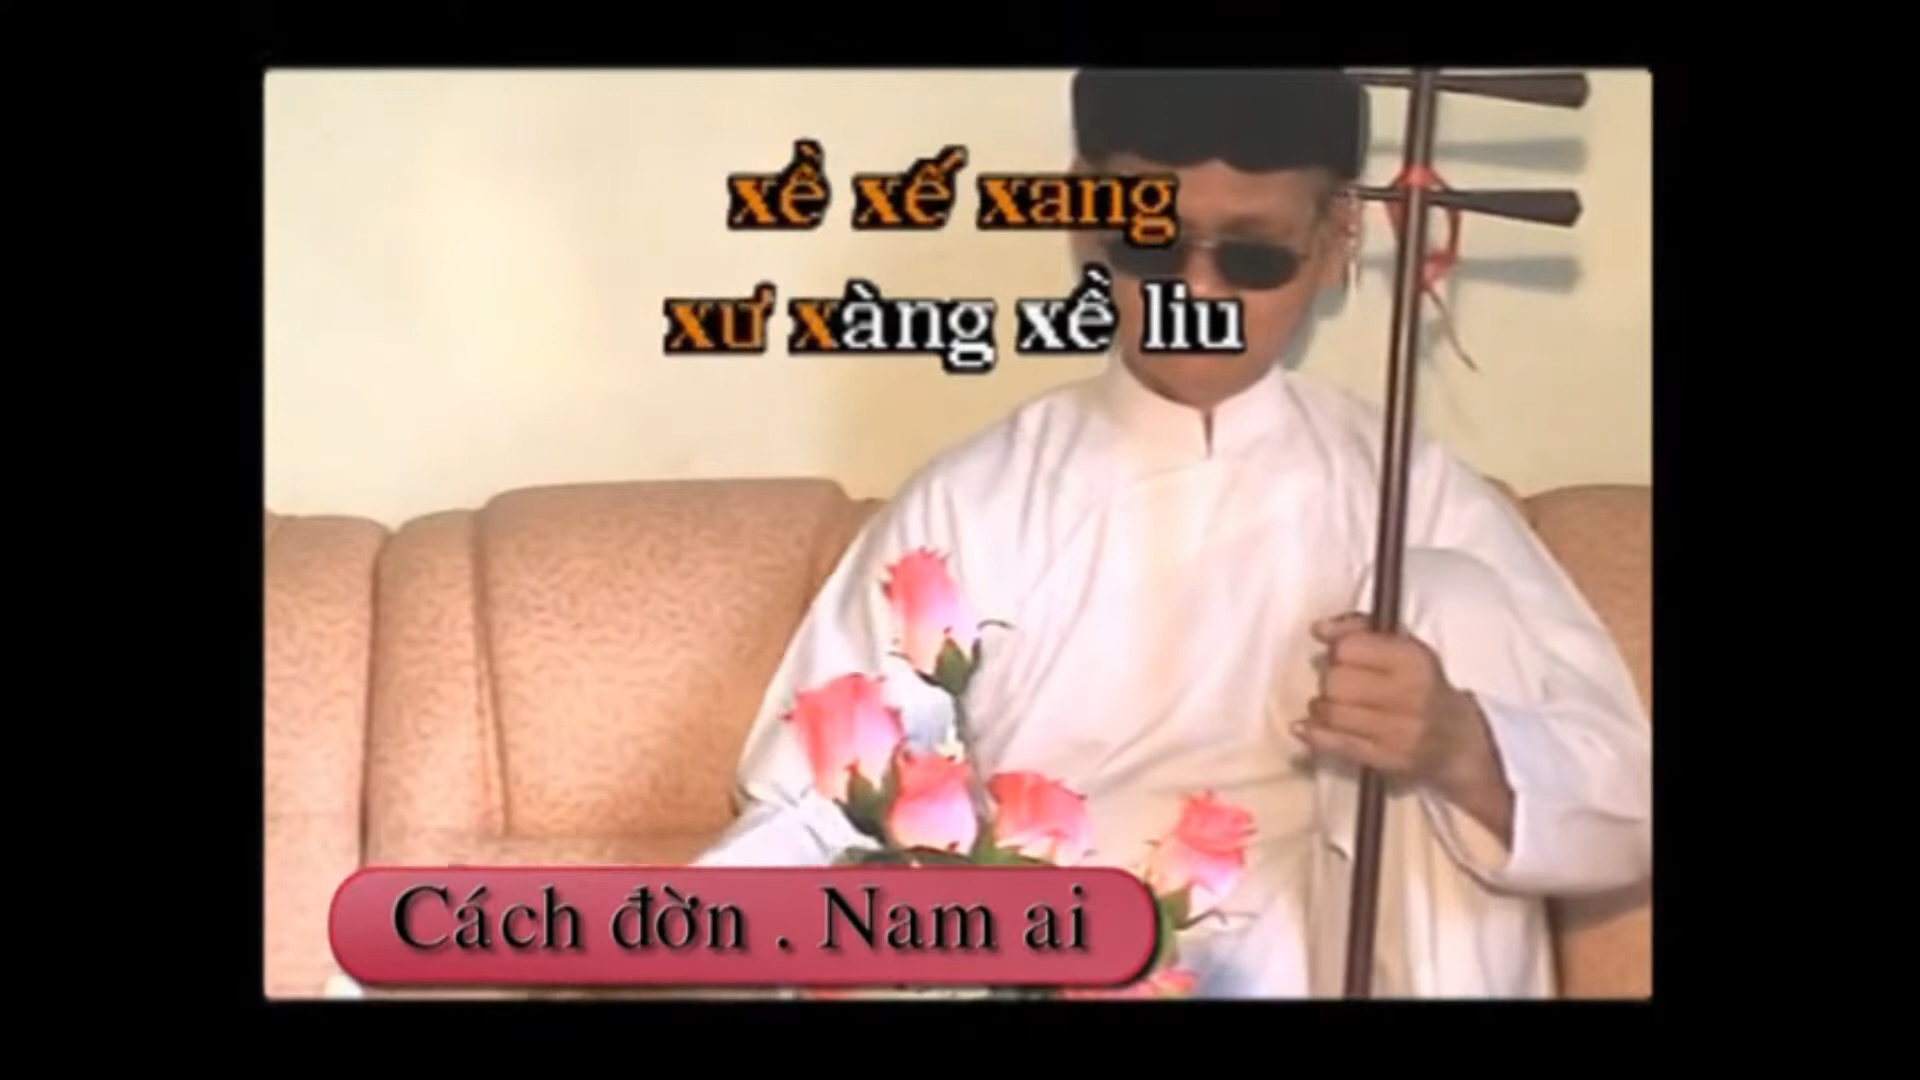 xề xế xang
xư xàng xề liu
Cách đờn . Nam ai